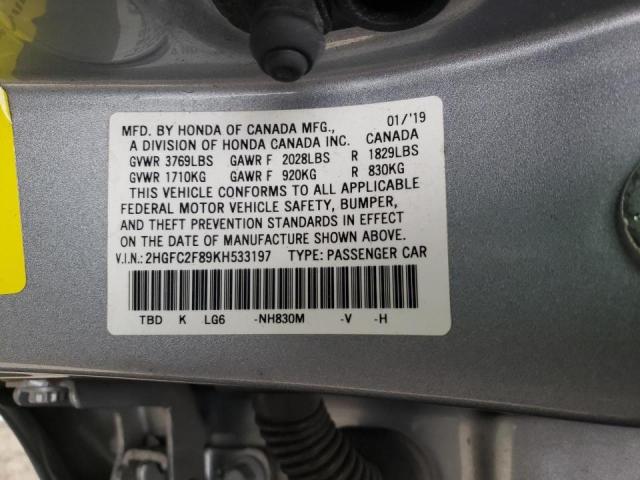 MFD. BY HONDA OF CANADA MFG., 01/'19
A DIVISION OF HONDA CANADA INC. CANADA
GVWR 3769LBS GAWR F 2028LBS R 1829LBS
GVWR 1710KG GAWR F 920KG R 830KG
THIS VEHICLE CONFORMS TO ALL APPLICABLE
FEDERAL MOTOR VEHICLE SAFETY, BUMPER,
AND THEFT PREVENTION STANDARDS IN EFFECT
ON THE DATE OF MANUFACTURE SHOWN ABOVE.
V.I.N.: 2HGFC2F89KH533197 TYPE: PASSENGER CAR
TBD K LG6 -NH830M -V -H